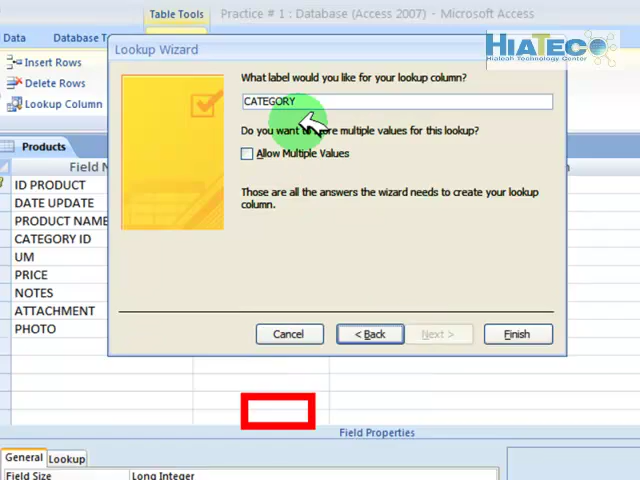 Table Tools
Practice # 1 : Database (Access 2007) - Microsoft Access
Data
Database T
HIATECO
Hialeah Technology Center
Insert Rows
Delete Rows
Lookup Column
Lookup Wizard
What label would you like for your lookup column?
CATEGORY
Do you want to
re multiple values for this lookup?
Allow Multiple Values
Those are all the answers the wizard needs to create your lookup
column.
Cancel
< Back
Next >
Finish
Products
Field N
n
ID PRODUCT
DATE UPDATE
PRODUCT NAME
CATEGORY ID
UM
PRICE
NOTES
ATTACHMENT
PHOTO
Field Properties
General
Lookup
Field Size
Long Integer